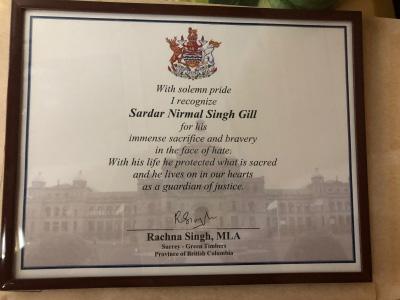 With solemn pride
I recognize
Sardar Nirmal Singh Gill
for his
immense sacrifice and bravery
in the face of hate.
With his life he protected what is sacred
and he lives on in our hearts
as a guardian of justice.
Rachna Singh, MLA
Surrey - Green Timbers
Province of British Columbia